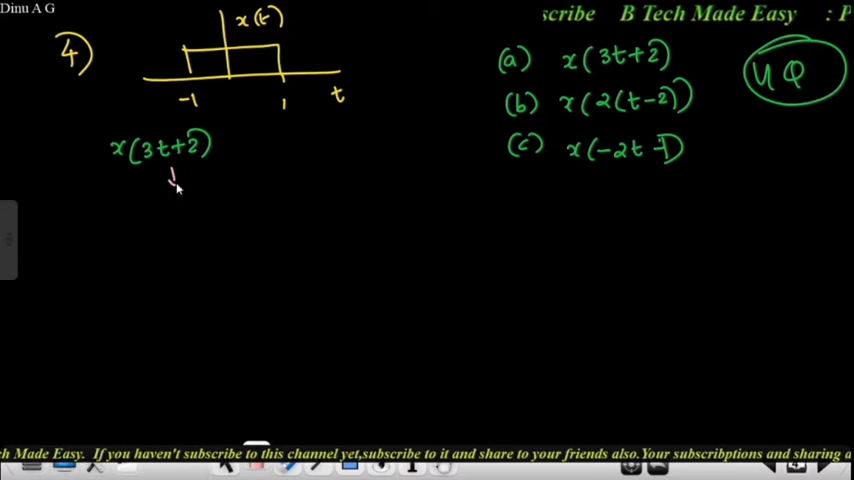 Dinu A G
scribe B Tech Made Easy : P
4)
x(t)
-1 1 t
(a) x(3t+2)
(b) x(2(t-2))
(c) x(-2t-1)
UQ
x(3t+2)
ch Made Easy. If you haven't subscribe to this channel yet,subscribe to it and share to your friends also.Your subscribptions and sharing a